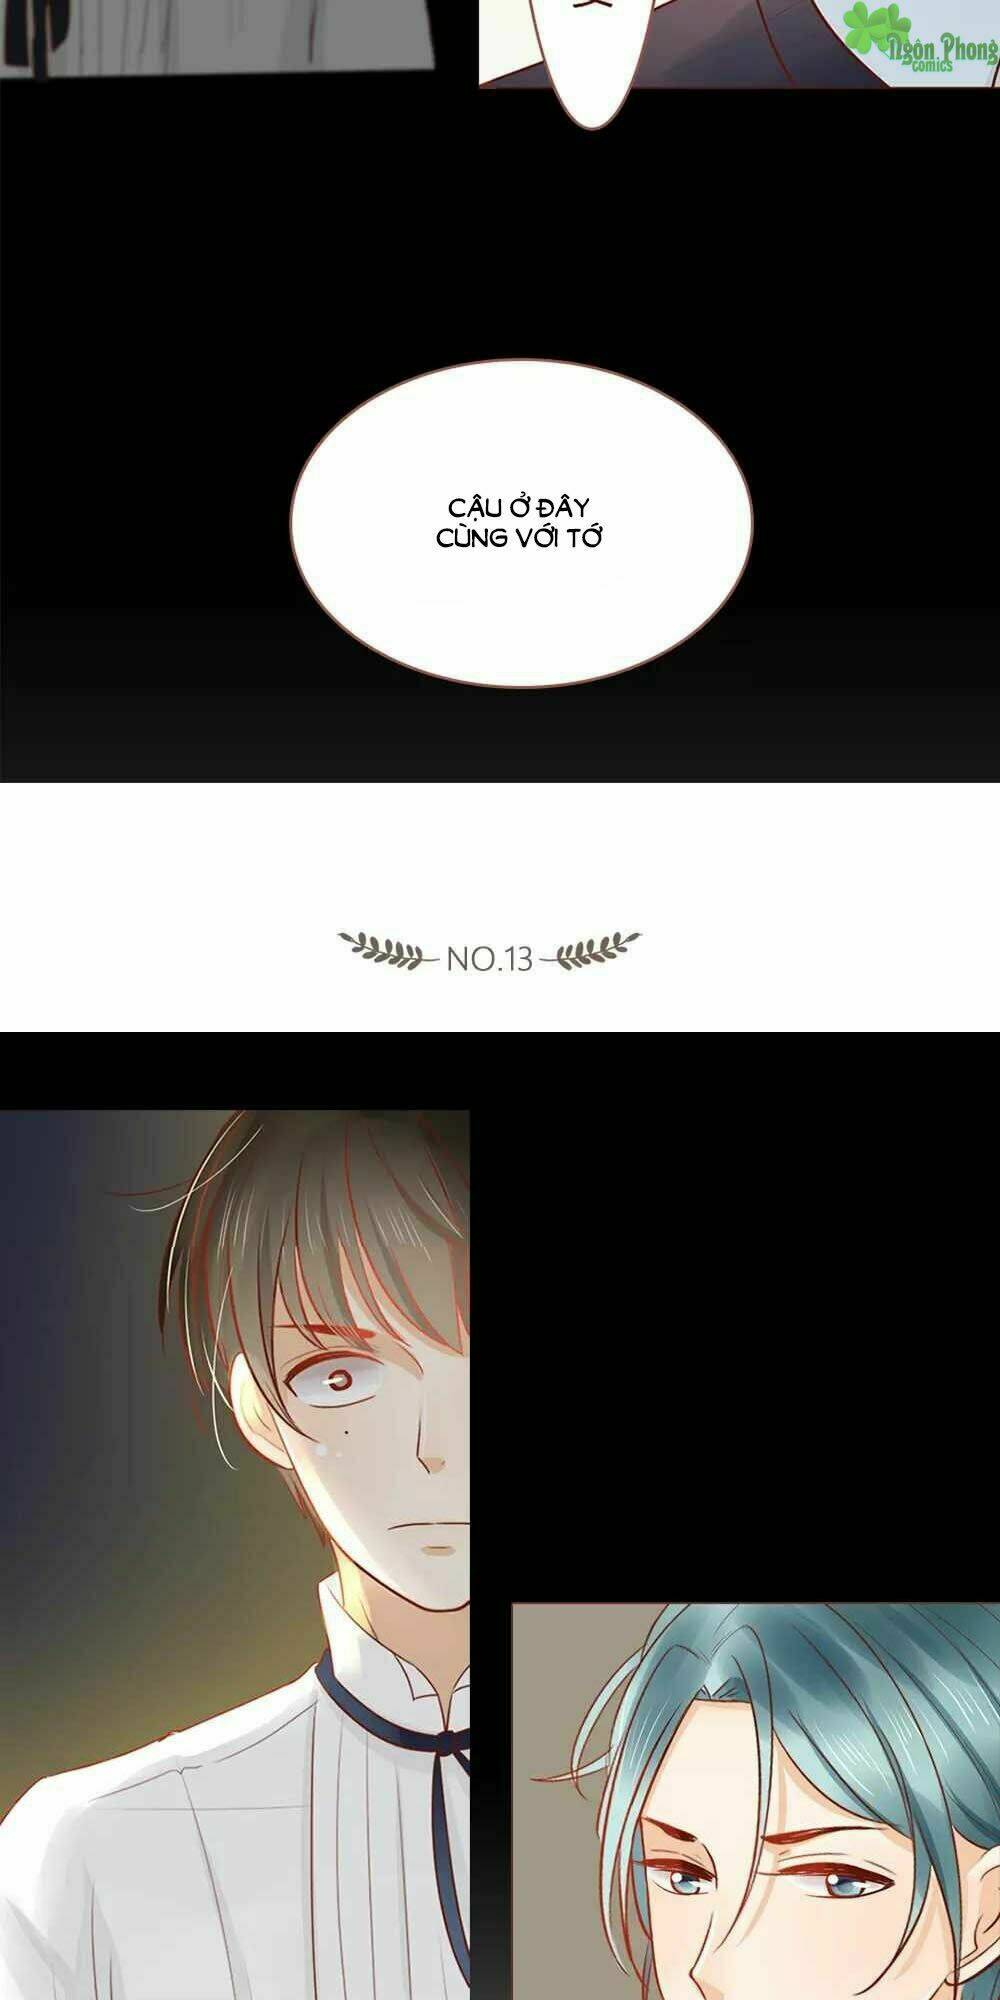 Ngôn Phong
comics
CẬU Ở ĐÂY
CÙNG VỚI TỚ
NO.13